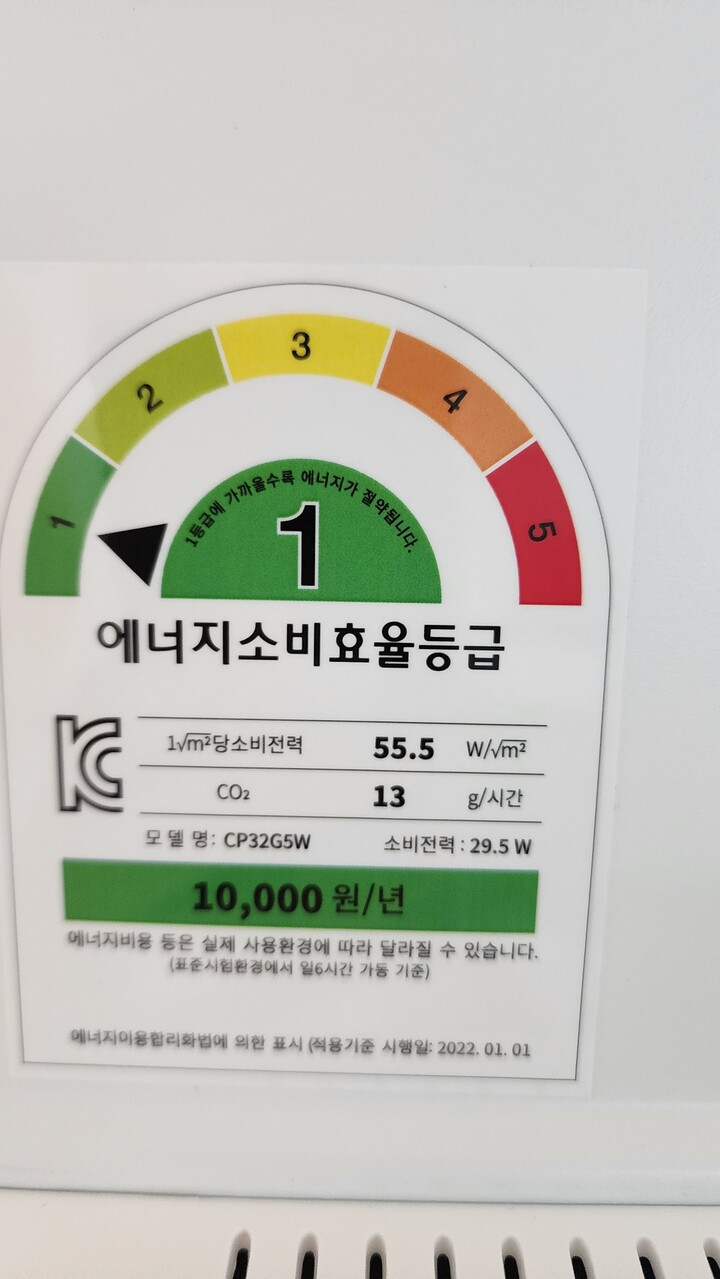 3
2
4
1
5
1등급에 가까울수록 에너지가 절약됩니다.
1
에너지소비효율등급
KC
1√m²당소비전력 55.5 W/√m²
CO₂ 13 g/시간
모 델 명: CP32G5W 소비전력 : 29.5 W
10,000 원/년
에너지비용 등은 실제 사용환경에 따라 달라질 수 있습니다.
(표준시험환경에서 일6시간 가동 기준)
에너지이용합리화법에 의한 표시 (적용기준 시행일: 2022. 01. 01